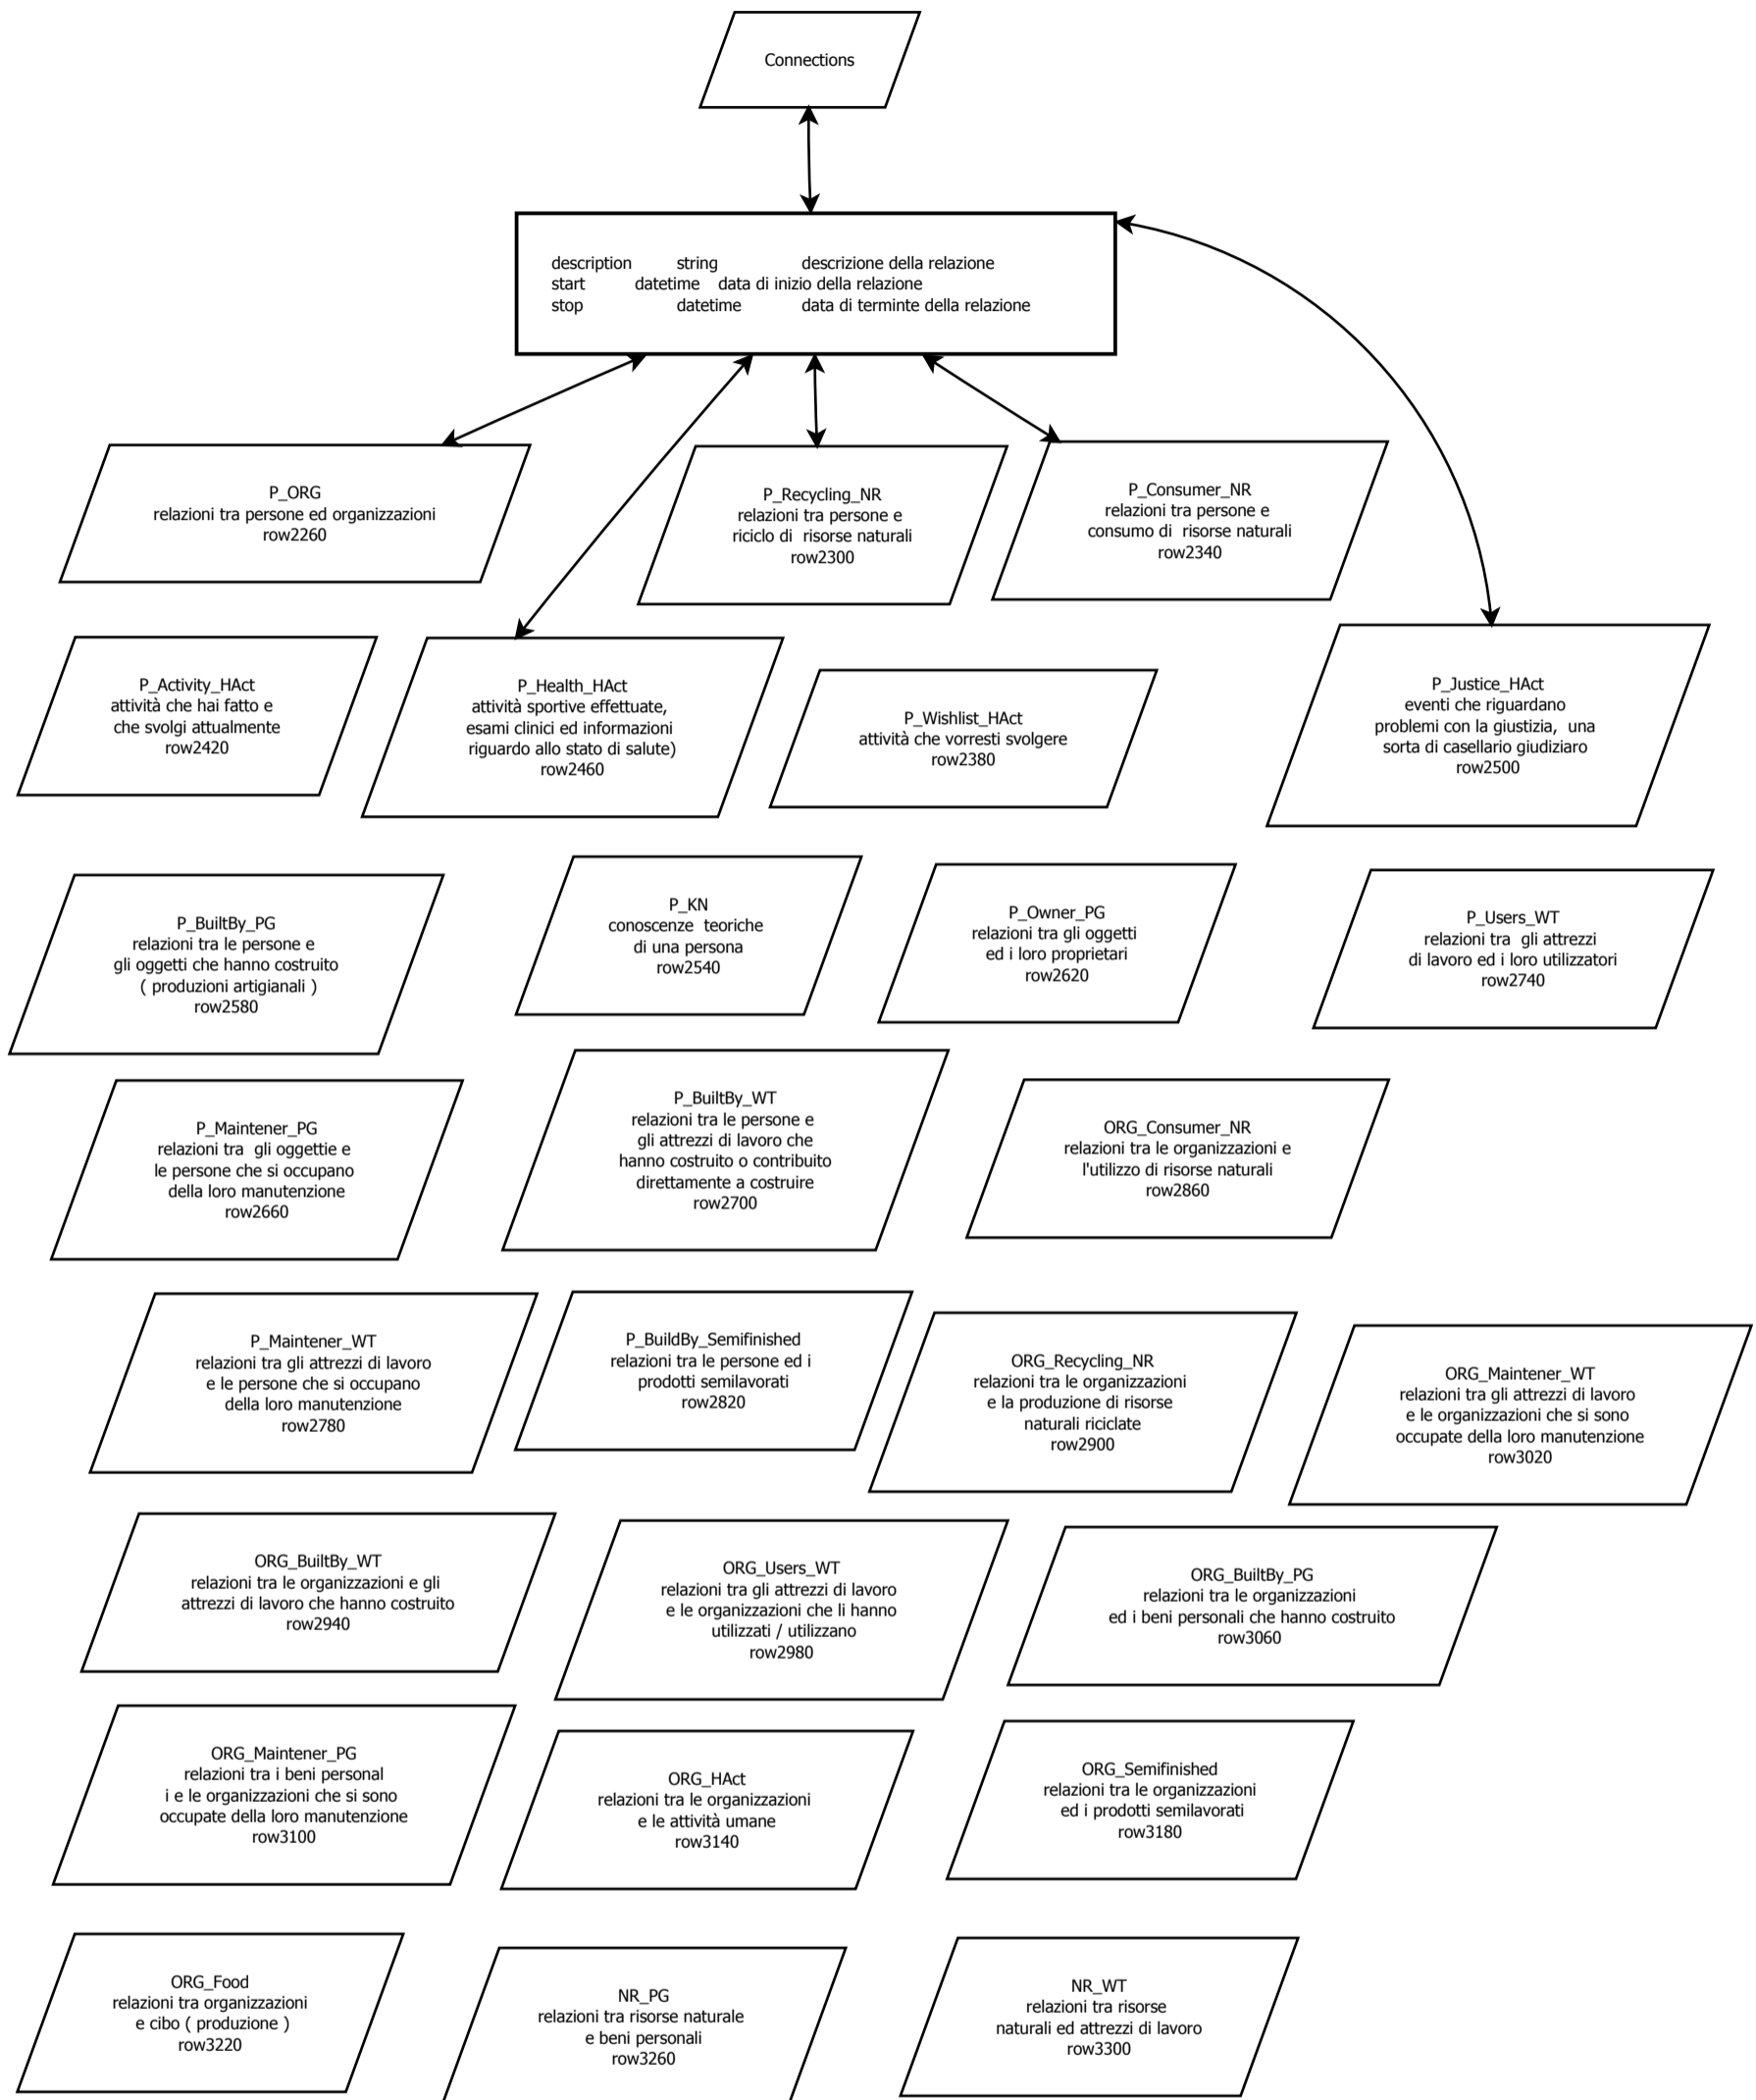 Connections
description string descrizione della relazione
start datetime data di inizio della relazione
stop datetime data di terminte della relazione
P_ORG
relazioni tra persone ed organizzazioni
row2260
P_Recycling_NR
relazioni tra persone e
riciclo di risorse naturali
row2300
P_Consumer_NR
relazioni tra persone e
consumo di risorse naturali
row2340
P_Activity_HAct
attività che hai fatto e
che svolgi attualmente
row2420
P_Health_HAct
attività sportive effettuate,
esami clinici ed informazioni
riguardo allo stato di salute)
row2460
P_Wishlist_HAct
attività che vorresti svolgere
row2380
P_Justice_HAct
eventi che riguardano
problemi con la giustizia, una
sorta di casellario giudiziaro
row2500
P_BuiltBy_PG
relazioni tra le persone e
gli oggetti che hanno costruito
( produzioni artigianali )
row2580
P_KN
conoscenze teoriche
di una persona
row2540
P_Owner_PG
relazioni tra gli oggetti
ed i loro proprietari
row2620
P_Users_WT
relazioni tra gli attrezzi
di lavoro ed i loro utilizzatori
row2740
P_Maintener_PG
relazioni tra gli oggettie e
le persone che si occupano
della loro manutenzione
row2660
P_BuiltBy_WT
relazioni tra le persone e
gli attrezzi di lavoro che
hanno costruito o contribuito
direttamente a costruire
row2700
ORG_Consumer_NR
relazioni tra le organizzazioni e
l'utilizzo di risorse naturali
row2860
P_Maintener_WT
relazioni tra gli attrezzi di lavoro
e le persone che si occupano
della loro manutenzione
row2780
P_BuildBy_Semifinished
relazioni tra le persone ed i
prodotti semilavorati
row2820
ORG_Recycling_NR
relazioni tra le organizzazioni
e la produzione di risorse
naturali riciclate
row2900
ORG_Maintener_WT
relazioni tra gli attrezzi di lavoro
e le organizzazioni che si sono
occupate della loro manutenzione
row3020
ORG_BuiltBy_WT
relazioni tra le organizzazioni e gli
attrezzi di lavoro che hanno costruito
row2940
ORG_Users_WT
relazioni tra gli attrezzi di lavoro
e le organizzazioni che li hanno
utilizzati / utilizzano
row2980
ORG_BuiltBy_PG
relazioni tra le organizzazioni
ed i beni personali che hanno costruito
row3060
ORG_Maintener_PG
relazioni tra i beni personal
i e le organizzazioni che si sono
occupate della loro manutenzione
row3100
ORG_HAct
relazioni tra le organizzazioni
e le attività umane
row3140
ORG_Semifinished
relazioni tra le organizzazioni
ed i prodotti semilavorati
row3180
ORG_Food
relazioni tra organizzazioni
e cibo ( produzione )
row3220
NR_PG
relazioni tra risorse naturale
e beni personali
row3260
NR_WT
relazioni tra risorse
naturali ed attrezzi di lavoro
row3300